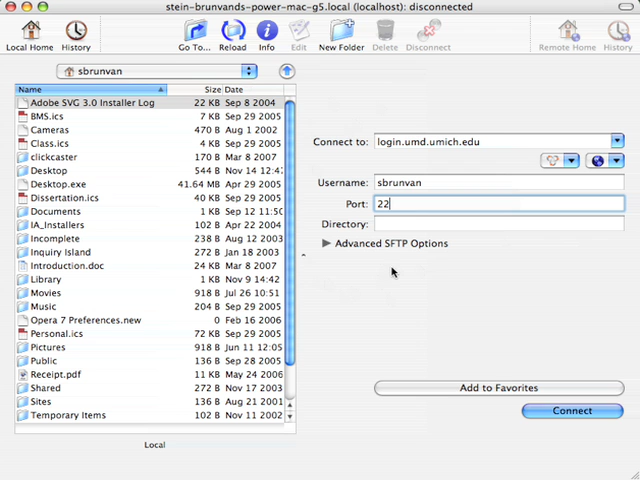 stein-brunvands-power-mac-g5.local (localhost): disconnected
Local Home History Go To... Reload Info Edit New Folder Delete Disconnect Remote Home History
sbrunvan
Name Size Date
Adobe SVG 3.0 Installer Log 22 KB Sep 8 2004
BMS.ics 7 KB Sep 29 2005
Cameras 470 B Aug 1 2002
Class.ics 4 KB Sep 29 2005
clickcaster 170 B Mar 8 2007
Desktop 544 B Nov 14 12:4
Desktop.exe 41.64 MB Apr 29 2005
Dissertation.ics 40 KB Sep 29 2005
Documents 1 KB Sep 12 11:50
IA_Installers 102 B Apr 22 2004
Incomplete 238 B Aug 12 2003
Inquiry Island 272 B Jan 18 2003
Introduction.doc 24 KB Mar 8 2007
Library 1 KB Nov 9 14:42
Movies 918 B Jul 26 10:51
Music 204 B Sep 29 2005
Opera 7 Preferences.new 0 Feb 16 2006
Personal.ics 72 KB Sep 29 2005
Pictures 918 B Jun 11 12:05
Public 136 B Sep 28 2005
Receipt.pdf 11 KB May 24 2006
Shared 272 B Nov 17 2003
Sites 136 B Aug 21 2001
Temporary Items 102 B Nov 11 2002
Local
Connect to: login.umd.umich.edu
Username: sbrunvan
Port: 22
Directory:
Advanced SFTP Options
Add to Favorites
Connect